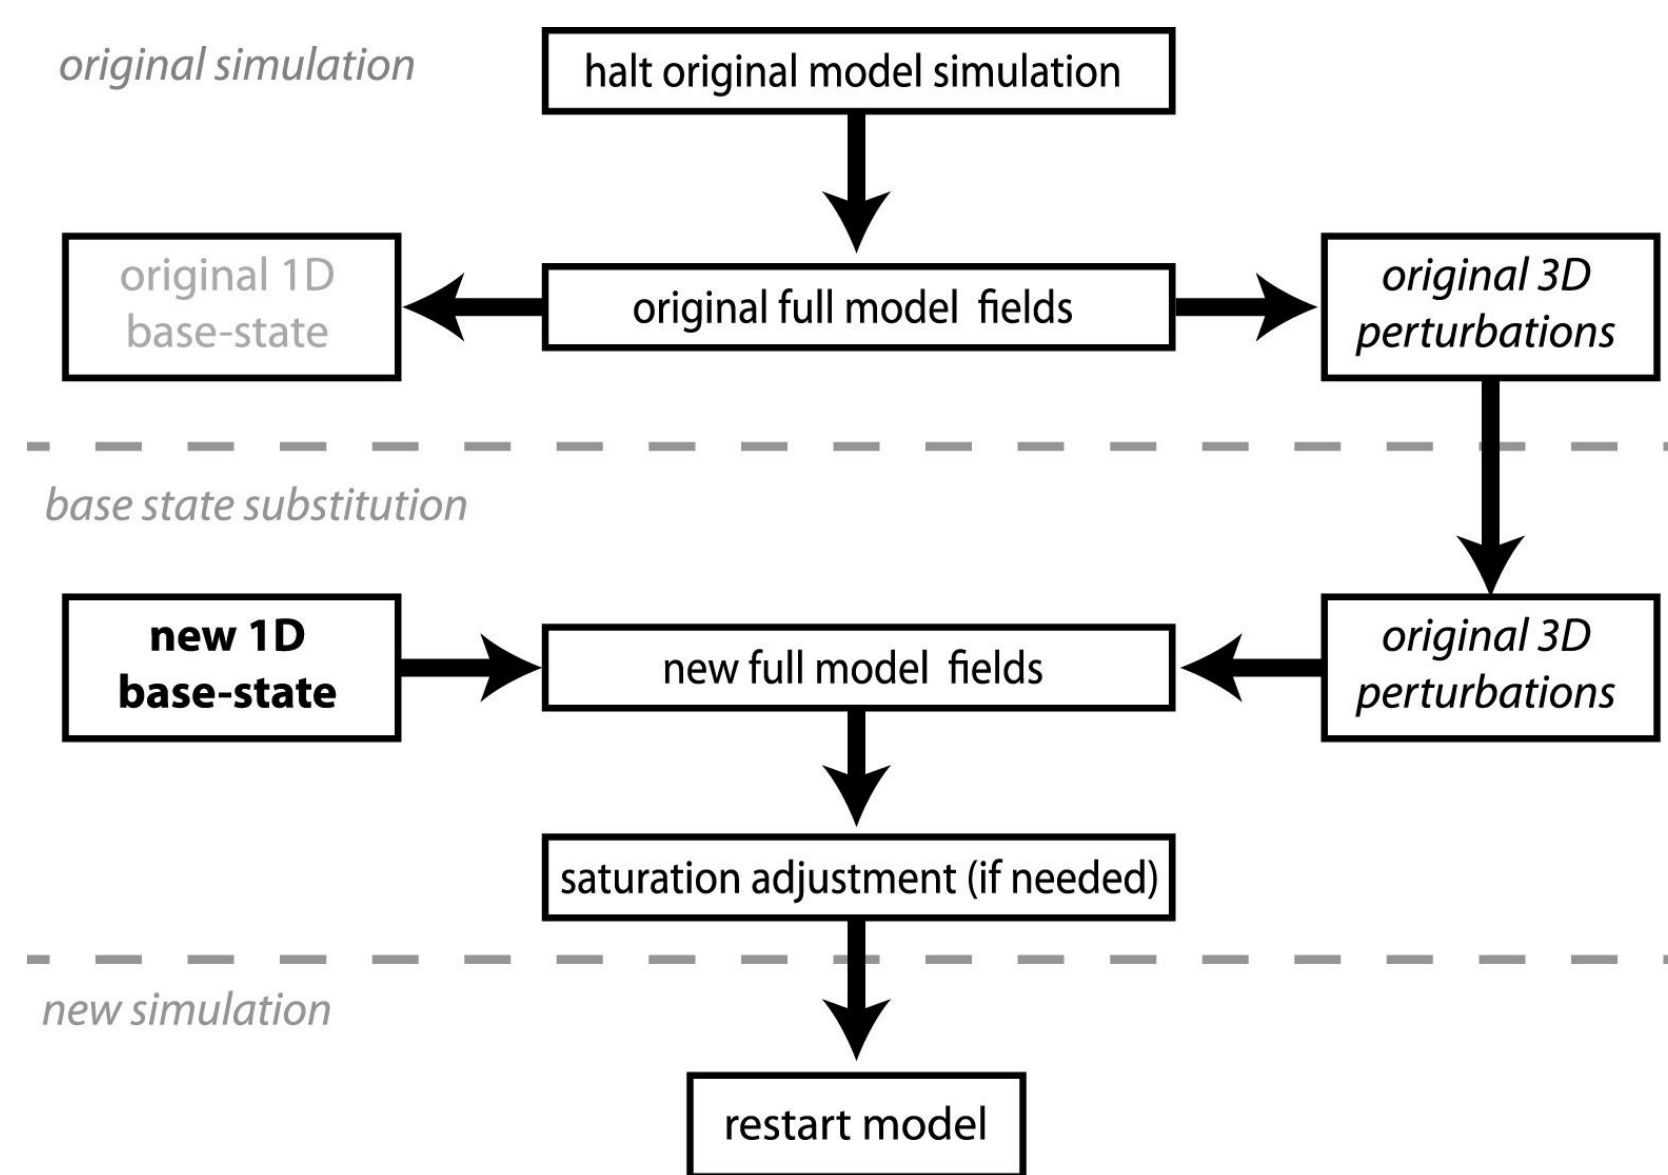 original simulation
halt original model simulation
original 1D
base-state
original full model fields
original 3D
perturbations
base state substitution
new 1D
base-state
new full model fields
original 3D
perturbations
saturation adjustment (if needed)
new simulation
restart model